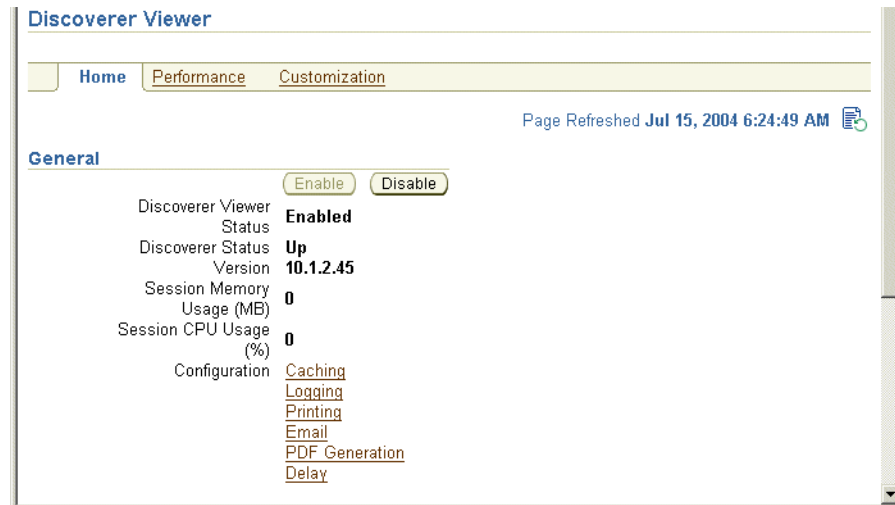 Discoverer Viewer
Home Performance Customization
Page Refreshed Jul 15, 2004 6:24:49 AM
General
Enable Disable
Discoverer Viewer
Status Enabled
Discoverer Status Up
Version 10.1.2.45
Session Memory
Usage (MB) 0
Session CPU Usage
(%) 0
Configuration Caching
Logging
Printing
Email
PDF Generation
Delay